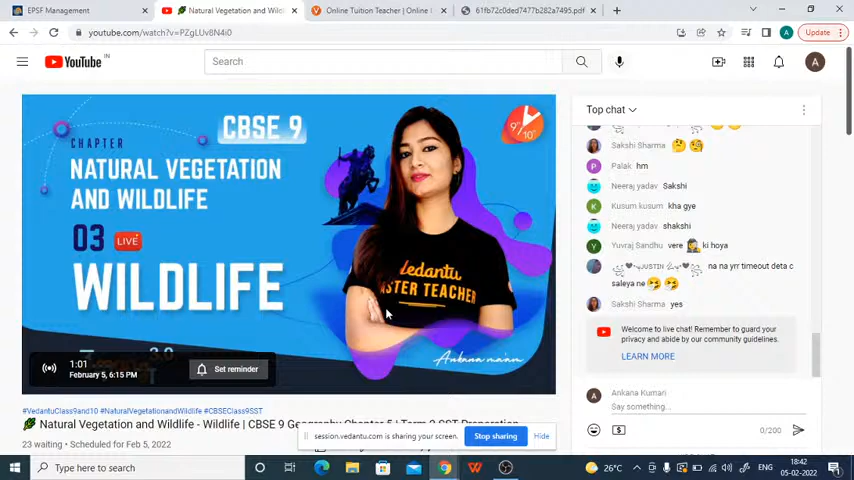 EPSF Management
Natural Vegetation and Wildl
Online Tuition Teacher | Online
61fb72c0ded7477b282a7495.pdf
youtube.com/watch?v=PZgLUv8N4i0
A
Update
YouTube
IN
Search
A
CHAPTER
CBSE 9
9th 10th
NATURAL VEGETATION
AND WILDLIFE
03
LIVE
WILDLIFE
Vedantu
MASTER TEACHER
Ankana ma'am
1:01
February 5, 6:15 PM
Set reminder
#VedantuClass9and10 #NaturalVegetationandWildlife #CBSEClass9SST
Natural Vegetation and Wildlife - Wildlife | CBSE 9 Geography Chapter 5 | Term 2 SST Preparation
23 waiting • Scheduled for Feb 5, 2022
session.vedantu.com is sharing your screen.
Stop sharing
Hide
Top chat
Sakshi Sharma 🤔🧐
P
Palak hm
Neeraj yadav Sakshi
K
Kusum kusum kha gye
Neeraj yadav shakshi
Y
Yuvraj Sandhu vere 👩‍🎓 ki hoya
na na yrr timeout deta c
saleya ne 🤧🤧
Sakshi Sharma yes
Welcome to live chat! Remember to guard your
privacy and abide by our community guidelines.
LEARN MORE
A
Ankana Kumari
Say something...
0/200
Type here to search
26°C
ENG
18:42
05-02-2022